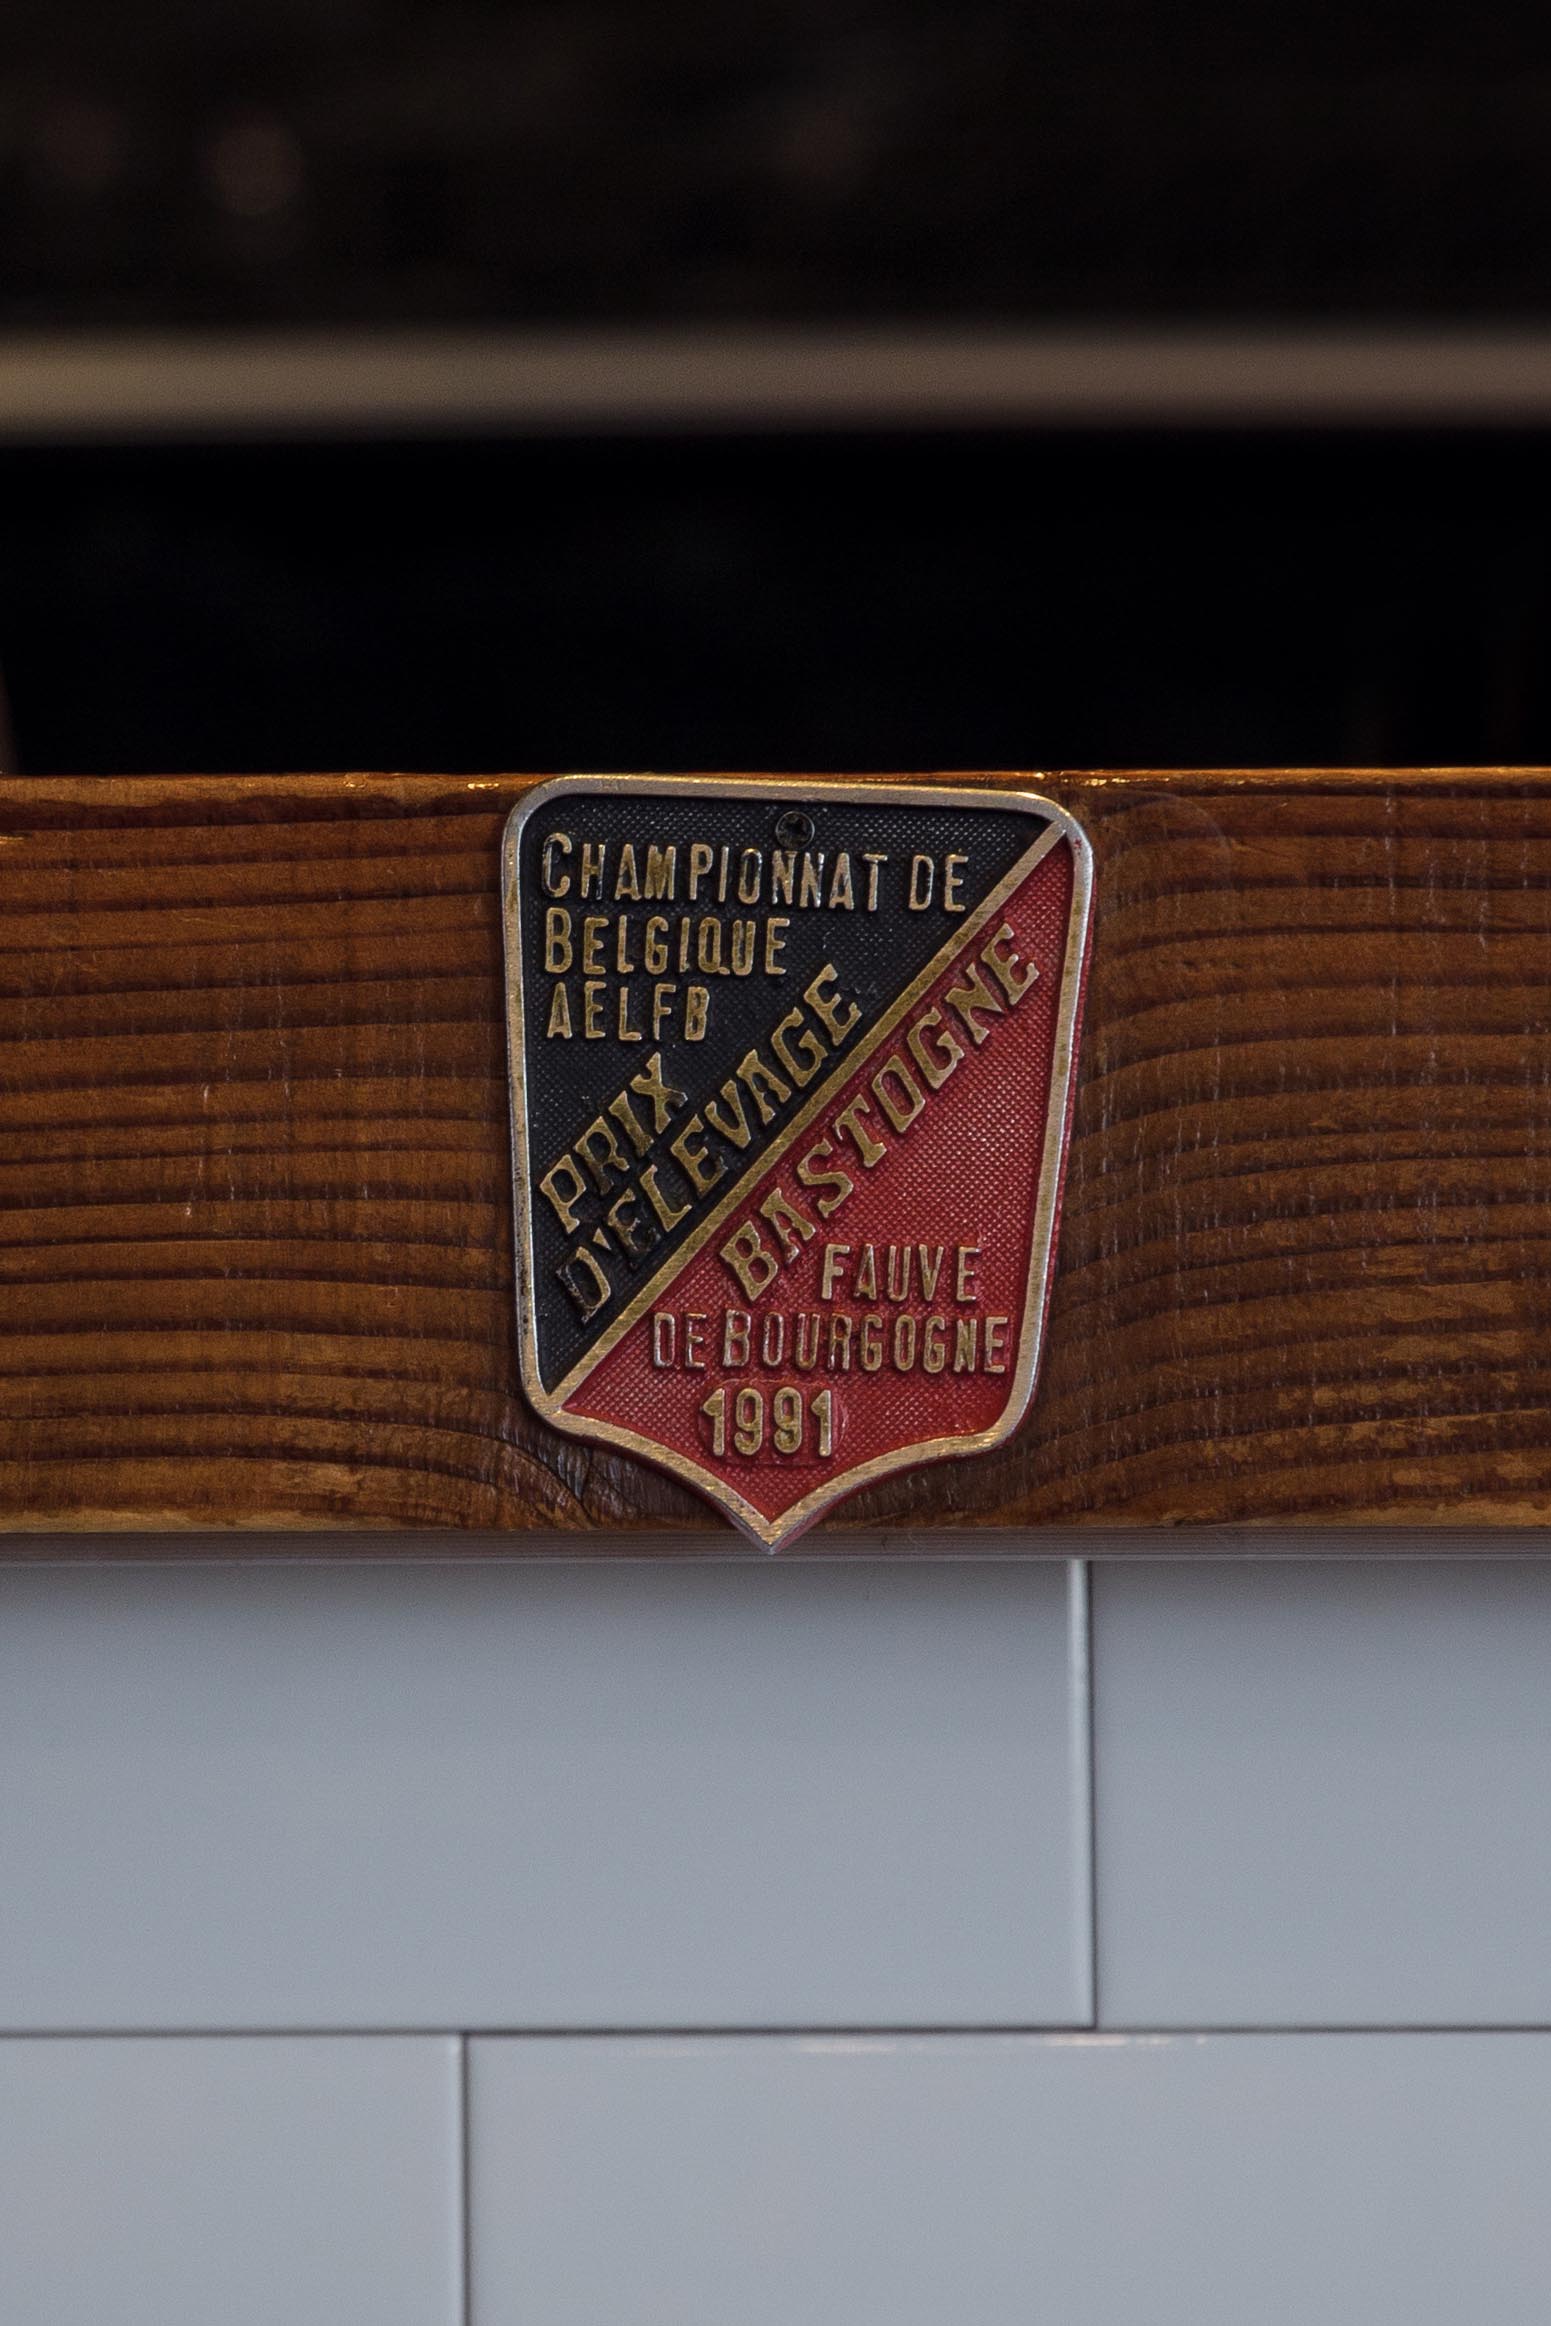 CHAMPIONNAT DE
BELGIQUE
AELFB
PRIX
D'ELEVAGE
BASTOGNE
FAUVE
DE BOURGOGNE
1991